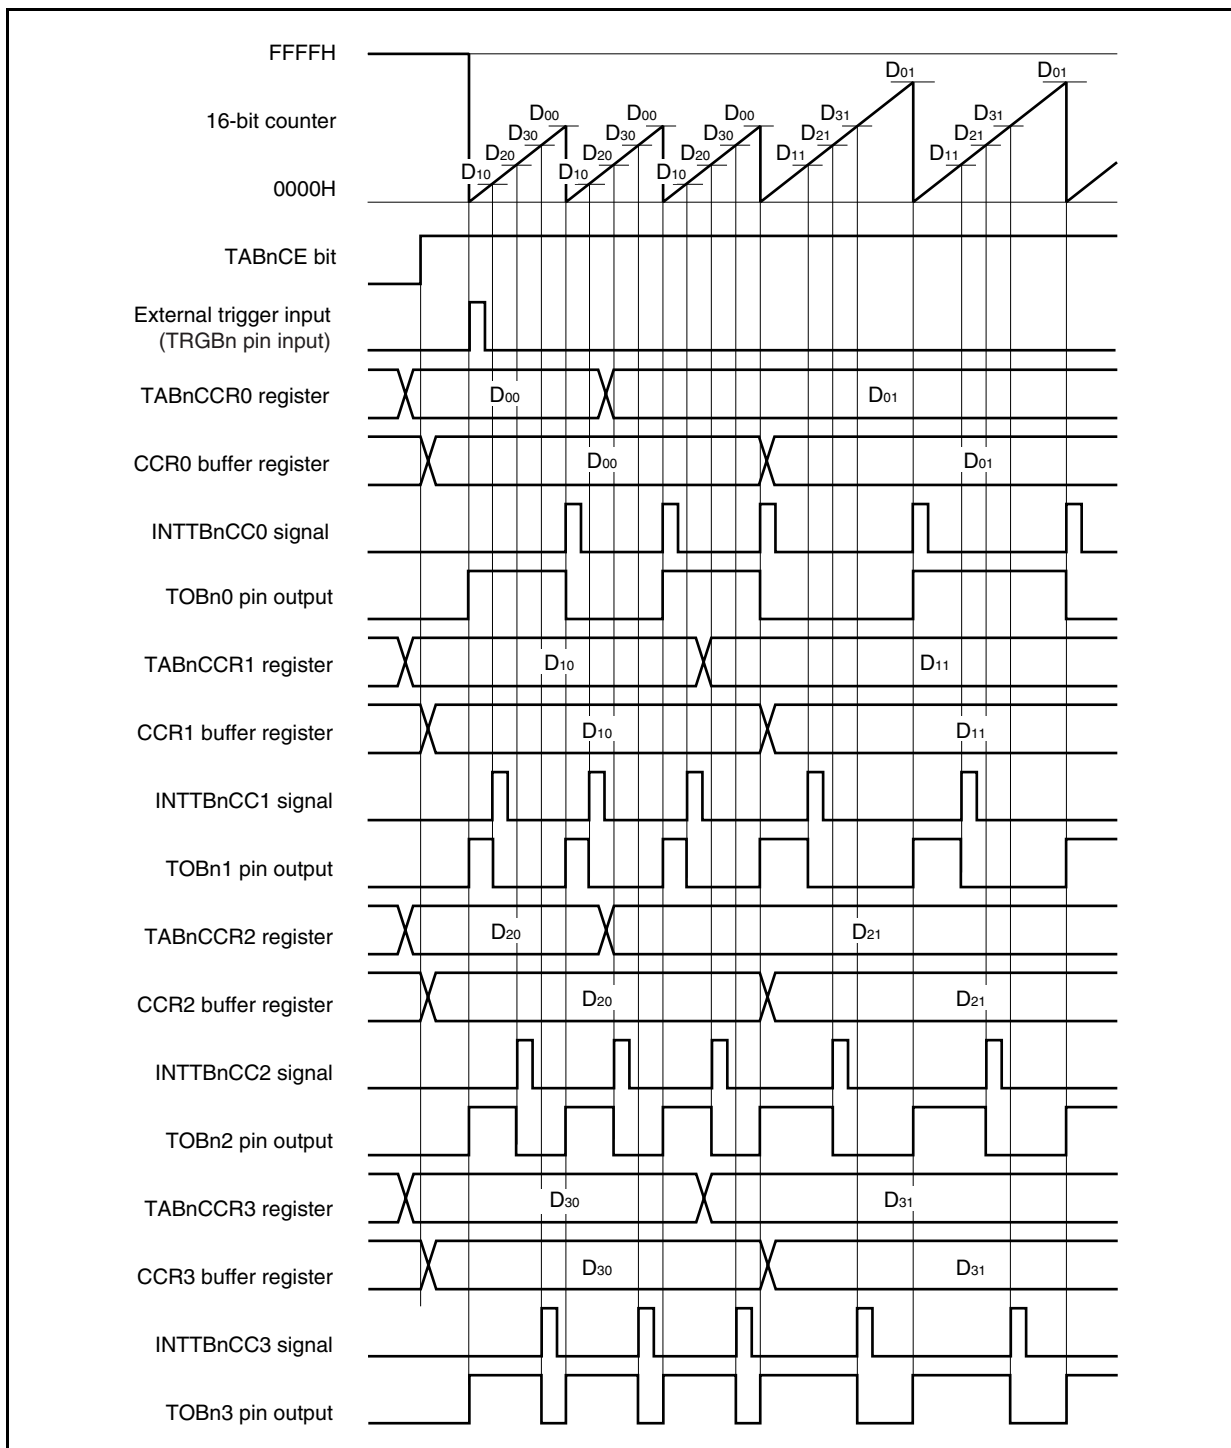 FFFFH
D01 D01
16-bit counter
D00 D00 D00 D31 D31
D30 D30 D30 D21 D21
D20 D20 D20 D11 D11
D10 D10 D10
0000H
TABnCE bit
External trigger input
(TRGBn pin input)
TABnCCR0 register D00 D01
CCR0 buffer register D00 D01
INTTBnCC0 signal
TOBn0 pin output
TABnCCR1 register D10 D11
CCR1 buffer register D10 D11
INTTBnCC1 signal
TOBn1 pin output
TABnCCR2 register D20 D21
CCR2 buffer register D20 D21
INTTBnCC2 signal
TOBn2 pin output
TABnCCR3 register D30 D31
CCR3 buffer register D30 D31
INTTBnCC3 signal
TOBn3 pin output